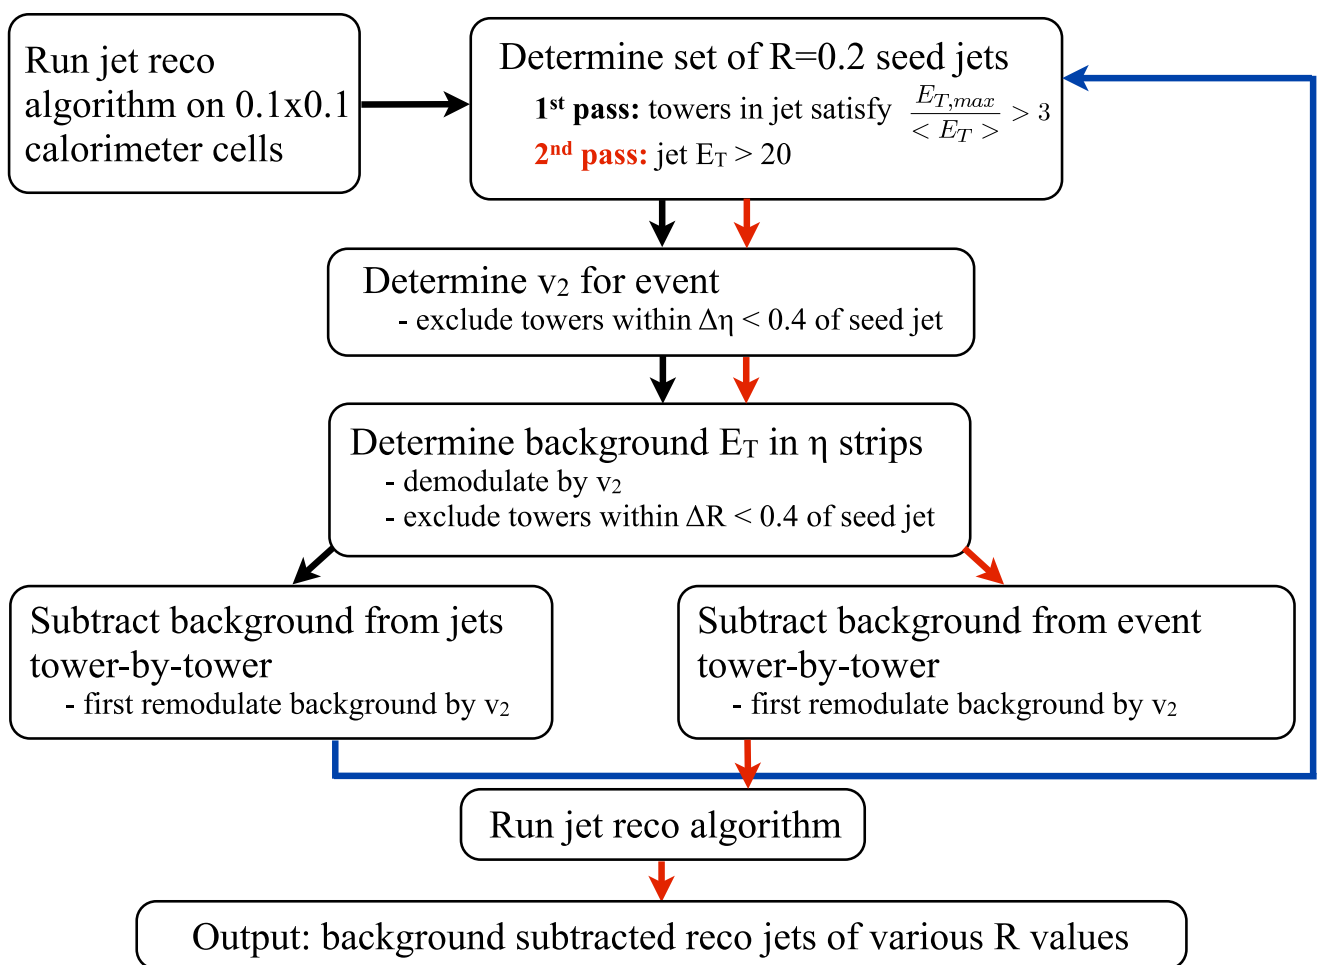 Run jet reco
algorithm on 0.1x0.1
calorimeter cells
Determine set of R=0.2 seed jets
1st pass: towers in jet satisfy E_{T,max} / < E_T > > 3
2nd pass: jet E_T > 20
Determine v₂ for event
- exclude towers within Δη < 0.4 of seed jet
Determine background E_T in η strips
- demodulate by v₂
- exclude towers within ΔR < 0.4 of seed jet
Subtract background from jets
tower-by-tower
- first remodulate background by v₂
Subtract background from event
tower-by-tower
- first remodulate background by v₂
Run jet reco algorithm
Output: background subtracted reco jets of various R values